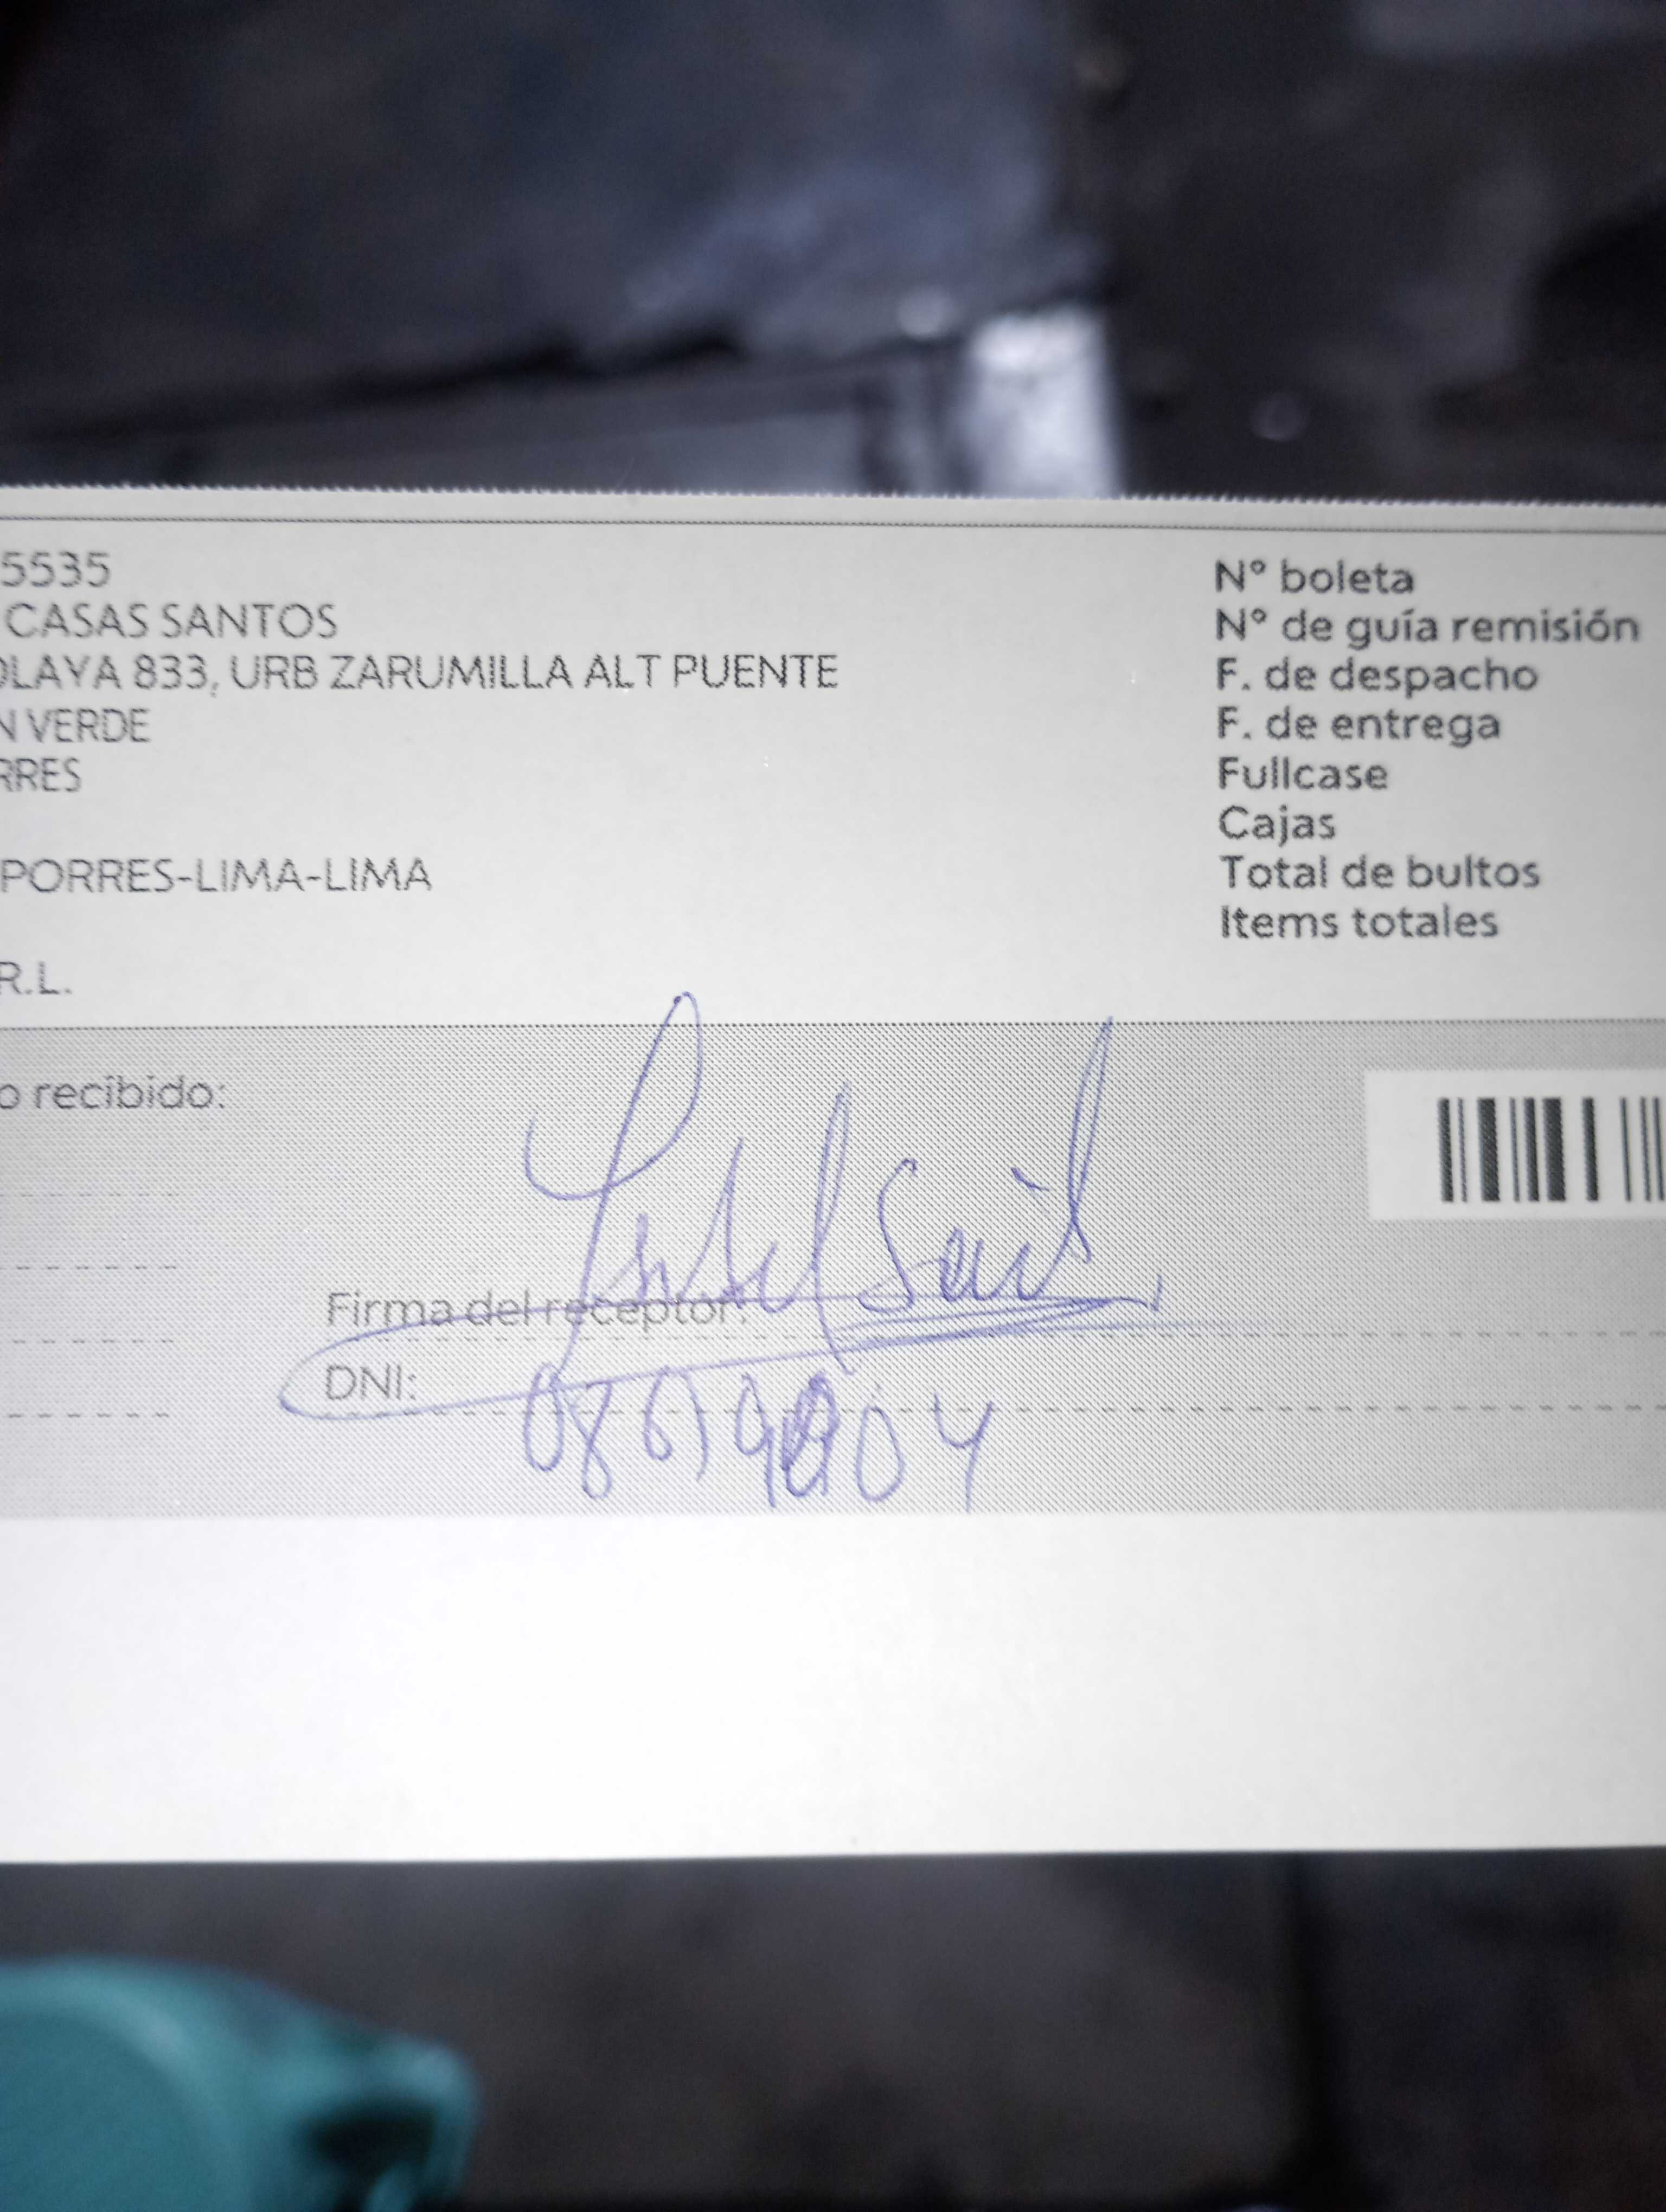 5535
CASAS SANTOS
OLAYA 833, URB ZARUMILLA ALT PUENTE
N VERDE
RRES
PORRES-LIMA-LIMA
R.L.
N° boleta
N° de guía remisión
F. de despacho
F. de entrega
Fullcase
Cajas
Total de bultos
Items totales
o recibido:
Firma del receptor:
DNI: